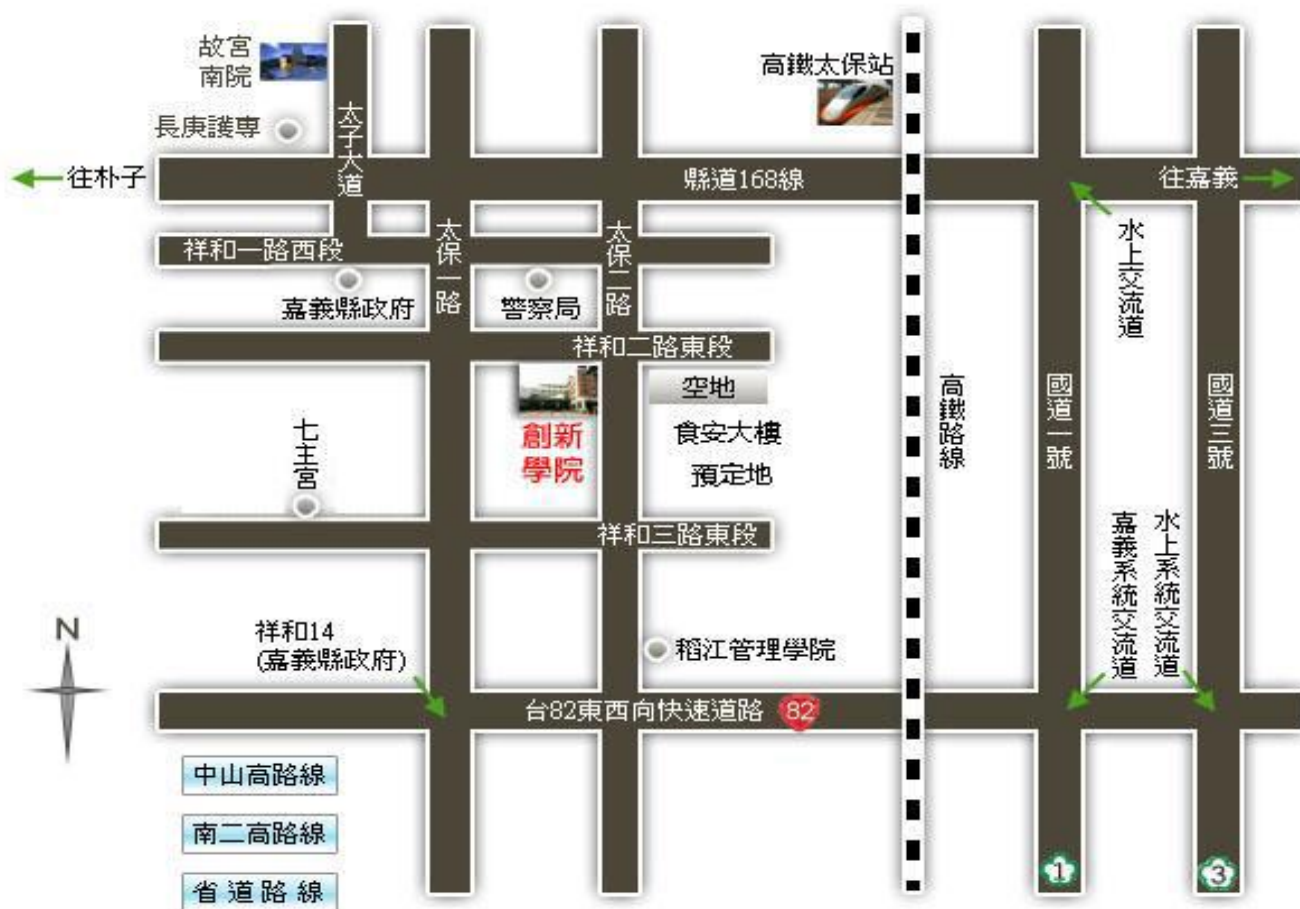 故宮
南院
長庚護專
太子大道
高鐵太保站
往朴子
縣道168線
往嘉義
水上交流道
祥和一路西段
太保一路
太保二路
嘉義縣政府
警察局
祥和二路東段
空地
食安大樓
預定地
創新
學院
七主宮
高鐵路線
國道一號
國道三號
祥和三路東段
嘉義系統交流道
水上系統交流道
N
祥和14
(嘉義縣政府)
稻江管理學院
台82東西向快速道路 82
中山高路線
南二高路線
省道路線
1
3